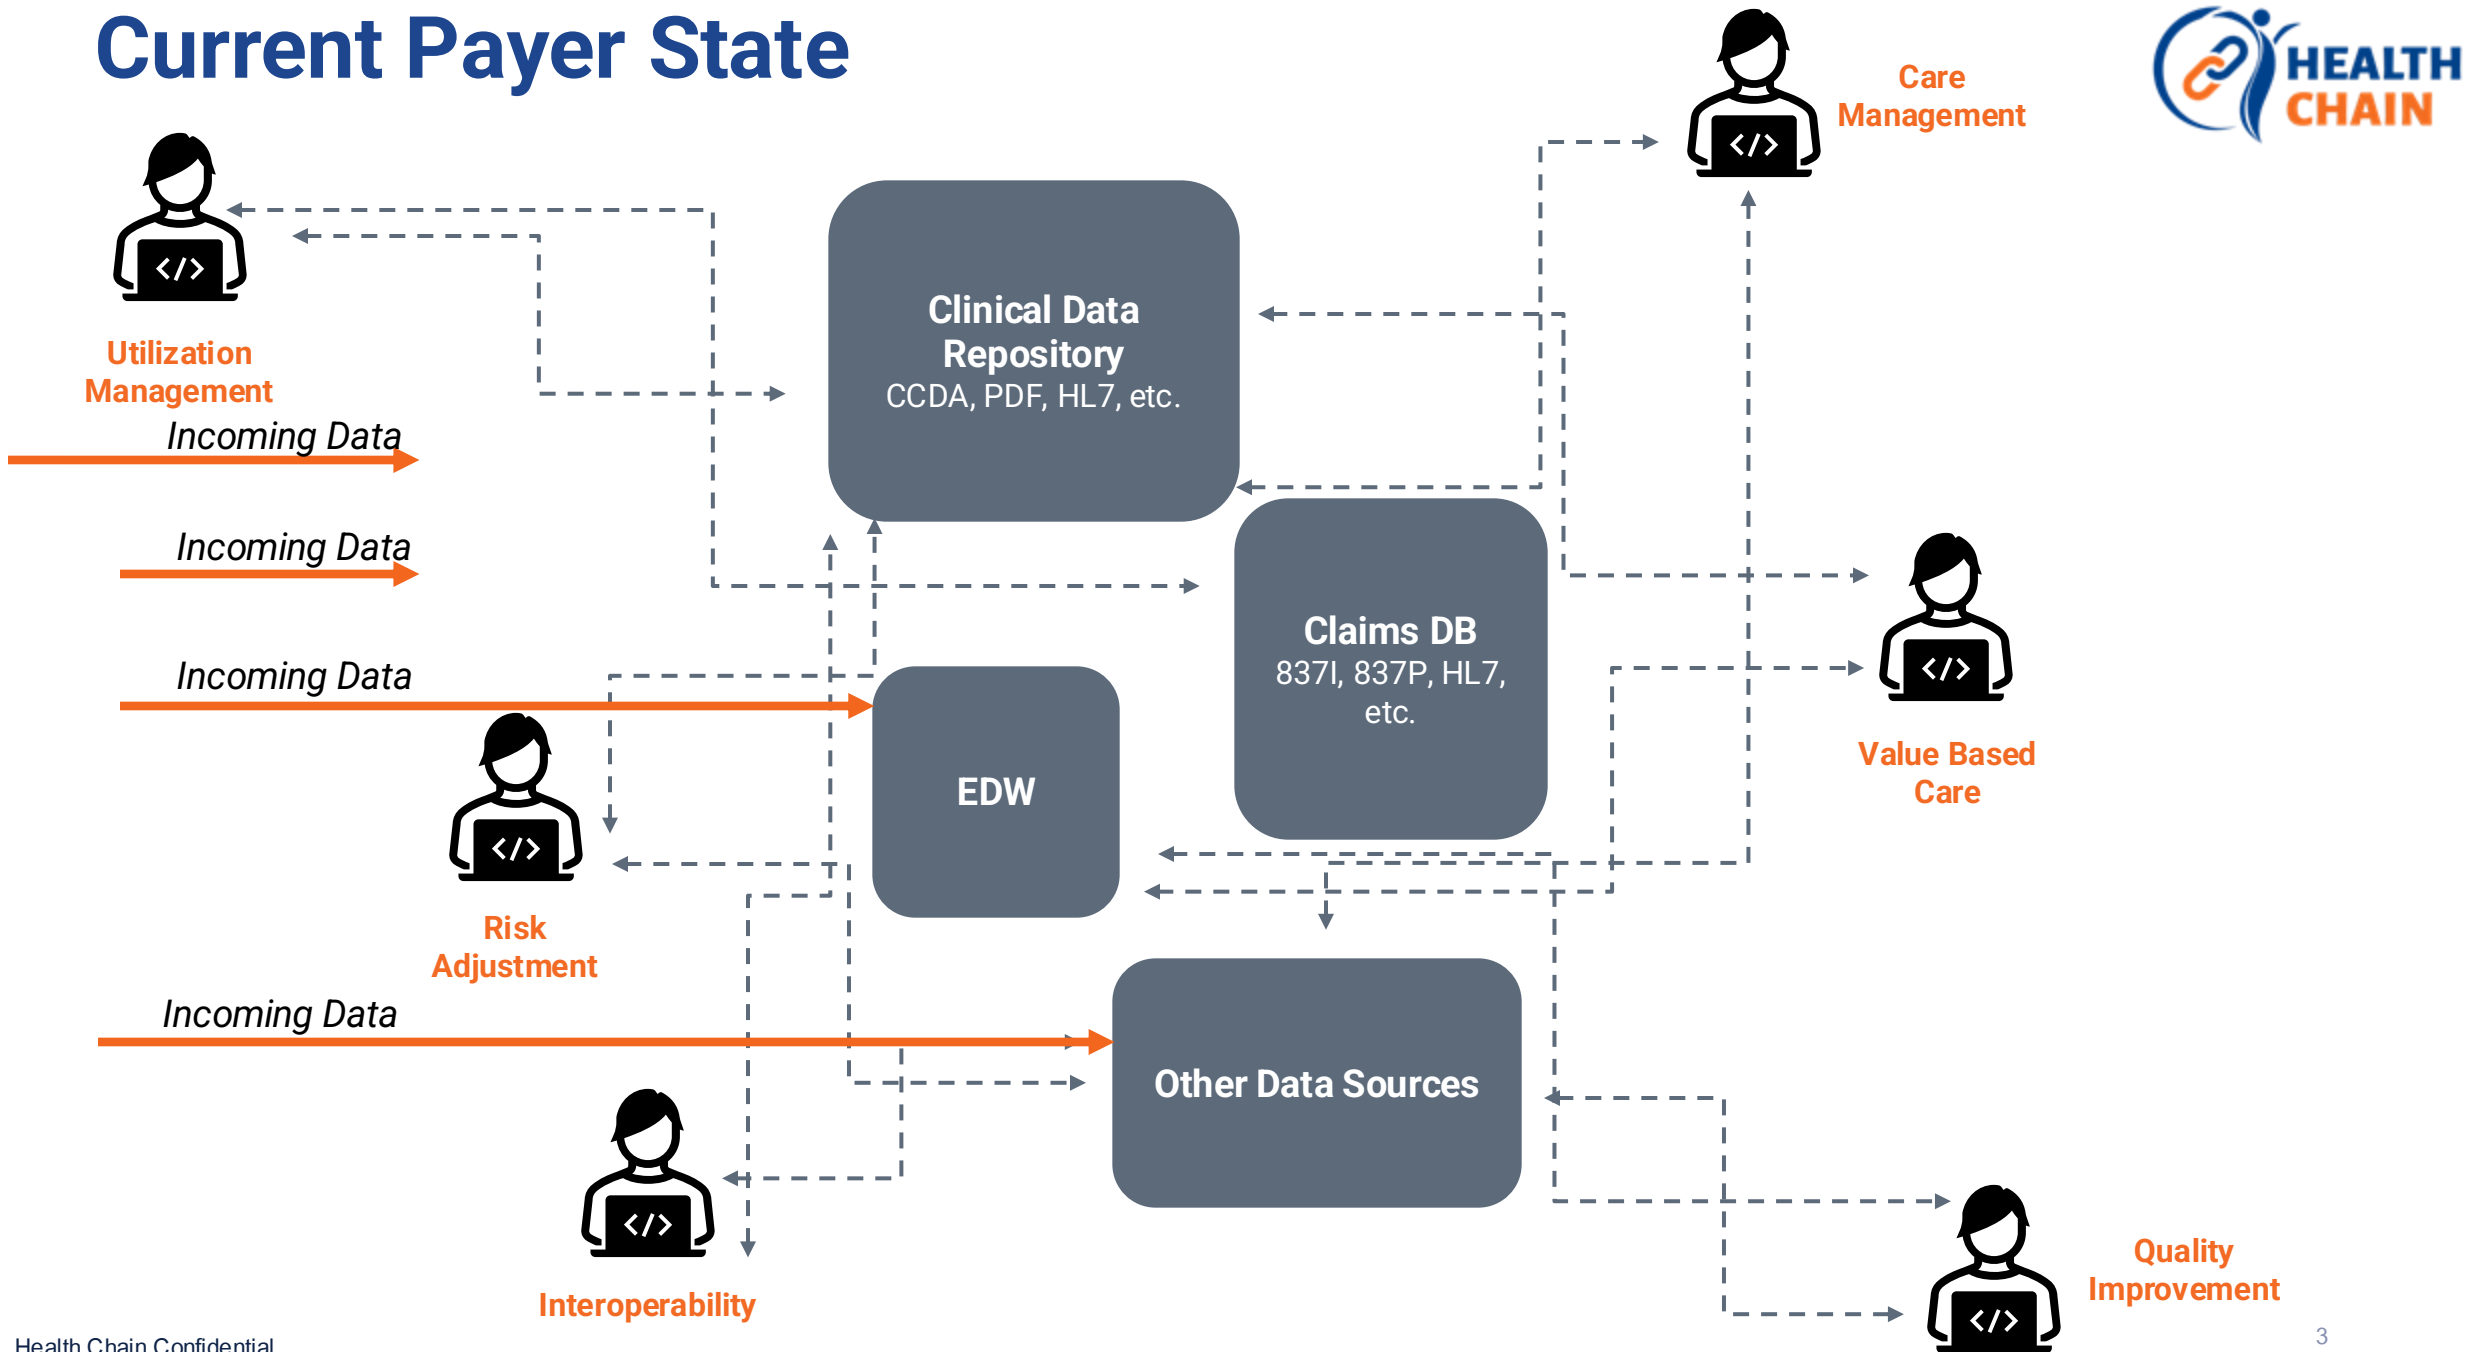 Current Payer State
HEALTH
CHAIN
Care
Management
</>
</>
Utilization
Management
Clinical Data
Repository
CCDA, PDF, HL7, etc.
Incoming Data
Incoming Data
Incoming Data
Claims DB
837I, 837P, HL7,
etc.
</>
Value Based
Care
EDW
</>
Risk
Adjustment
Incoming Data
Other Data Sources
</>
Interoperability
Quality
Improvement
</>
Health Chain Confidential
3